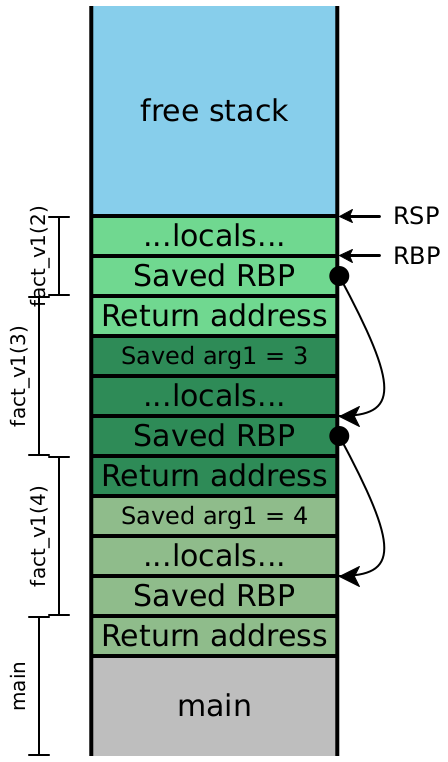 free stack
RSP
...locals...
RBP
Saved RBP
fact_v1(2)
Return address
Saved arg1 = 3
...locals...
fact_v1(3)
Saved RBP
Return address
Saved arg1 = 4
...locals...
fact_v1(4)
Saved RBP
Return address
main
main